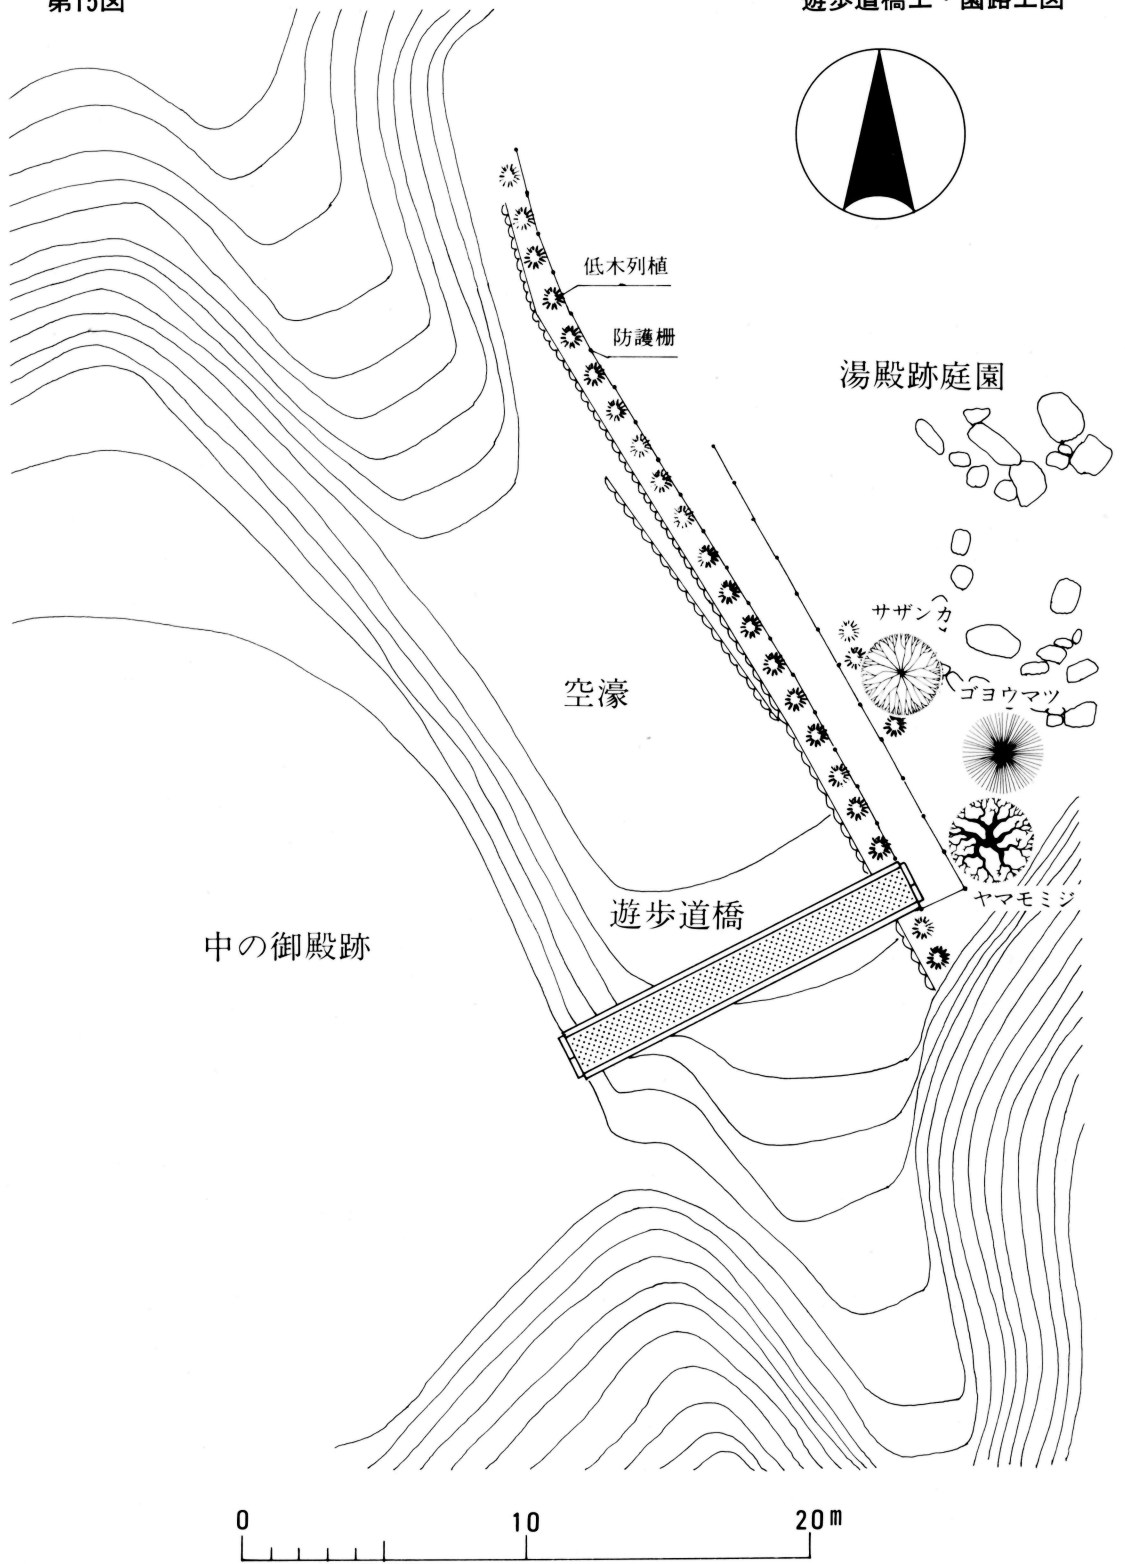 第15図
遊歩道橋工・園路工図
低木列植
防護柵
湯殿跡庭園
サザンカ
ゴヨウマツ
空濠
ヤマモミジ
遊歩道橋
中の御殿跡
0 10 20m